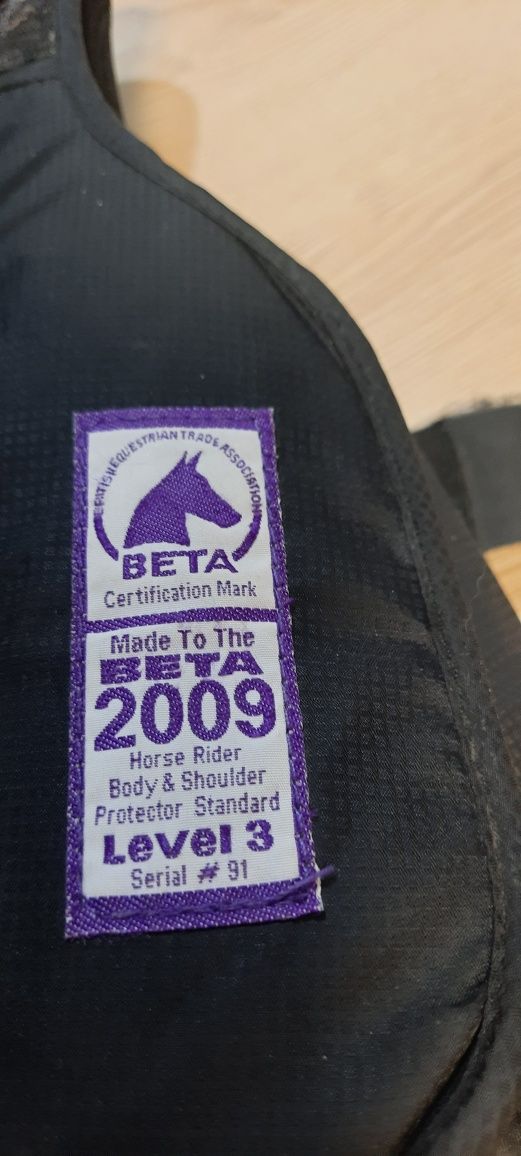 BRITISH EQUESTRIAN TRADE ASSOCIATION
BETA
Certification Mark
Made To The
BETA
2009
Horse Rider
Body & Shoulder
Protector Standard
Level 3
Serial # 91